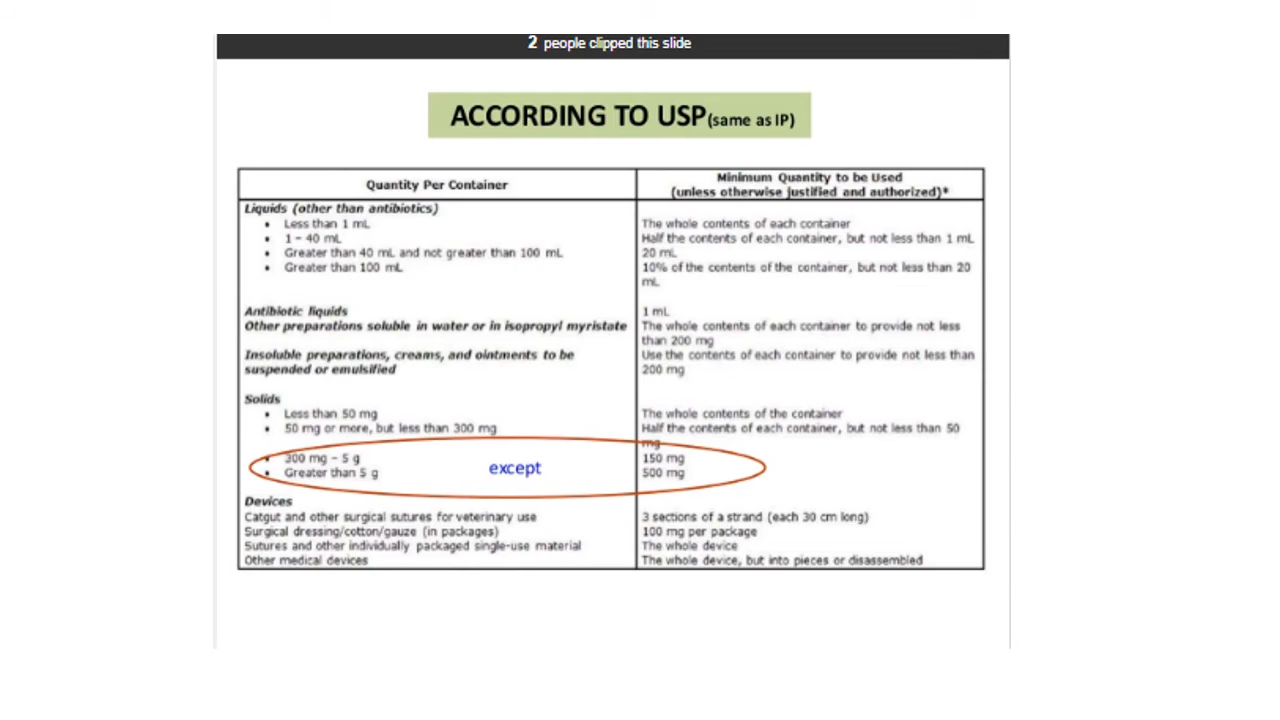 2 people clipped this slide
ACCORDING TO USP(same as IP)
Quantity Per Container
Minimum Quantity to be Used
(unless otherwise justified and authorized)*
Liquids (other than antibiotics)
• Less than 1 mL
The whole contents of each container
• 1 – 40 mL
Half the contents of each container, but not less than 1 mL
• Greater than 40 mL and not greater than 100 mL
20 mL
• Greater than 100 mL
10% of the contents of the container, but not less than 20
mL
Antibiotic liquids
1 mL
Other preparations soluble in water or in isopropyl myristate
The whole contents of each container to provide not less
than 200 mg
Insoluble preparations, creams, and ointments to be
suspended or emulsified
Use the contents of each container to provide not less than
200 mg
Solids
• Less than 50 mg
The whole contents of the container
• 50 mg or more, but less than 300 mg
Half the contents of each container, but not less than 50
mg
• 300 mg – 5 g
150 mg
except
• Greater than 5 g
500 mg
Devices
Catgut and other surgical sutures for veterinary use
3 sections of a strand (each 30 cm long)
Surgical dressing/cotton/gauze (in packages)
100 mg per package
Sutures and other individually packaged single-use material
The whole device
Other medical devices
The whole device, but into pieces or disassembled